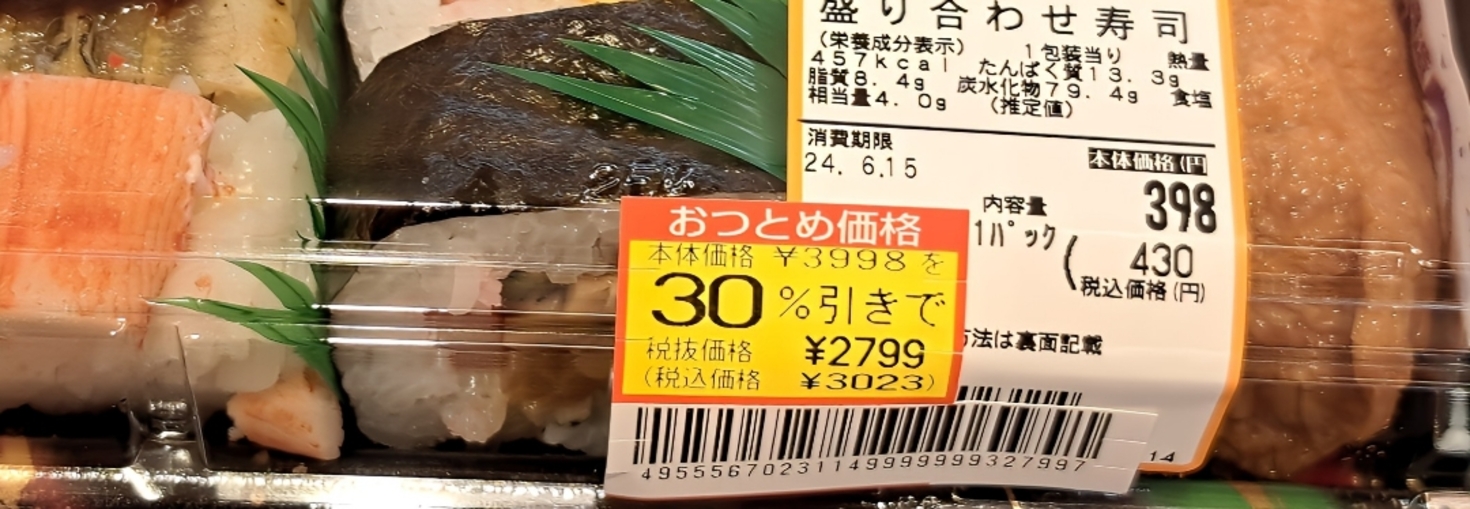 盛り合わせ寿司
(栄養成分表示) 1包装当り 熱量
457kcal たんぱく質13.3g
脂質8.4g 炭水化物79.4g 食塩
相当量4.0g (推定値)
消費期限
24.6.15
本体価格(円
398
内容量
1パック
430
税込価格(円)
方法は裏面記載
14
おつとめ価格
本体価格 ¥3998を
30%引きで
税抜価格 ¥2799
(税込価格 ¥3023)
4955567023114999999327997